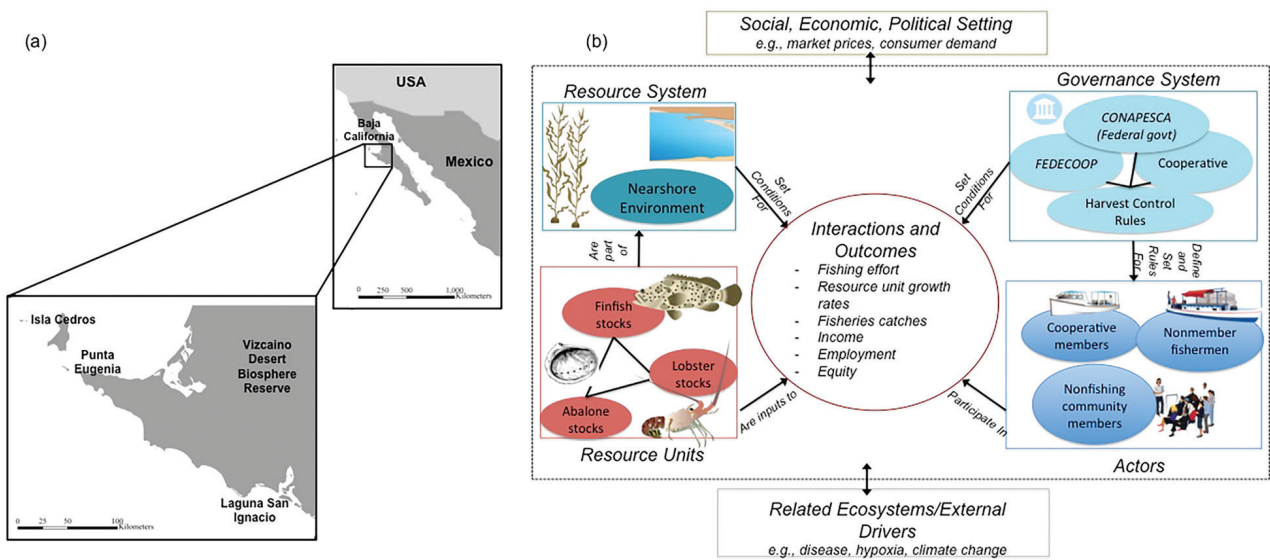 (a)
USA
Baja
California
Mexico
0 250 500 1,000
Kilometers
Isla Cedros
Punta
Eugenia
Vizcaino
Desert
Biosphere
Reserve
Laguna San
Ignacio
0 25 50 100
Kilometers
(b)
Social, Economic, Political Setting
e.g., market prices, consumer demand
Resource System
Nearshore
Environment
Governance System
CONAPESCA
(Federal govt)
FEDECOOP
Cooperative
Harvest Control
Rules
Set
Conditions
For
Set
Conditions
For
Are
part
of
Define
and
Set
Rules
For
Interactions and
Outcomes
- Fishing effort
- Resource unit growth
rates
- Fisheries catches
- Income
- Employment
- Equity
Finfish
stocks
Lobster
stocks
Abalone
stocks
Resource Units
Are inputs to
Participate In
Cooperative
members
Nonmember
fishermen
Nonfishing
community
members
Actors
Related Ecosystems/External
Drivers
e.g., disease, hypoxia, climate change